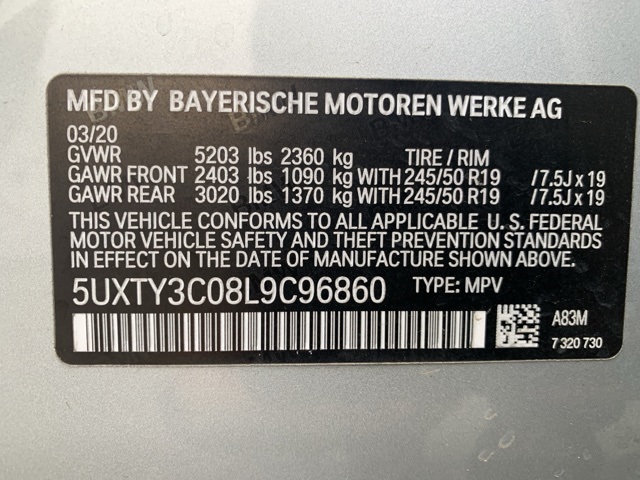 MFD BY BAYERISCHE MOTOREN WERKE AG
03/20
GVWR 5203 lbs 2360 kg TIRE / RIM
GAWR FRONT 2403 lbs 1090 kg WITH 245/50 R19 /7.5J x 19
GAWR REAR 3020 lbs 1370 kg WITH 245/50 R19 /7.5J x 19
THIS VEHICLE CONFORMS TO ALL APPLICABLE U. S. FEDERAL
MOTOR VEHICLE SAFETY AND THEFT PREVENTION STANDARDS
IN EFFECT ON THE DATE OF MANUFACTURE SHOWN ABOVE.
5UXTY3C08L9C96860 TYPE: MPV
A83M
7 320 730